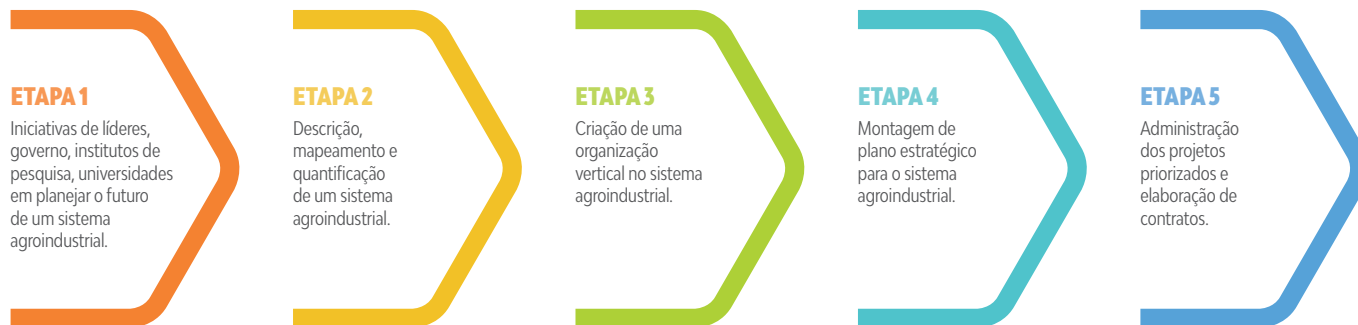 ETAPA 1
Iniciativas de líderes,
governo, institutos de
pesquisa, universidades
em planejar o futuro
de um sistema
agroindustrial.
ETAPA 2
Descrição,
mapeamento e
quantificação
de um sistema
agroindustrial.
ETAPA 3
Criação de uma
organização
vertical no sistema
agroindustrial.
ETAPA 4
Montagem de
plano estratégico
para o sistema
agroindustrial.
ETAPA 5
Administração
dos projetos
priorizados e
elaboração de
contratos.